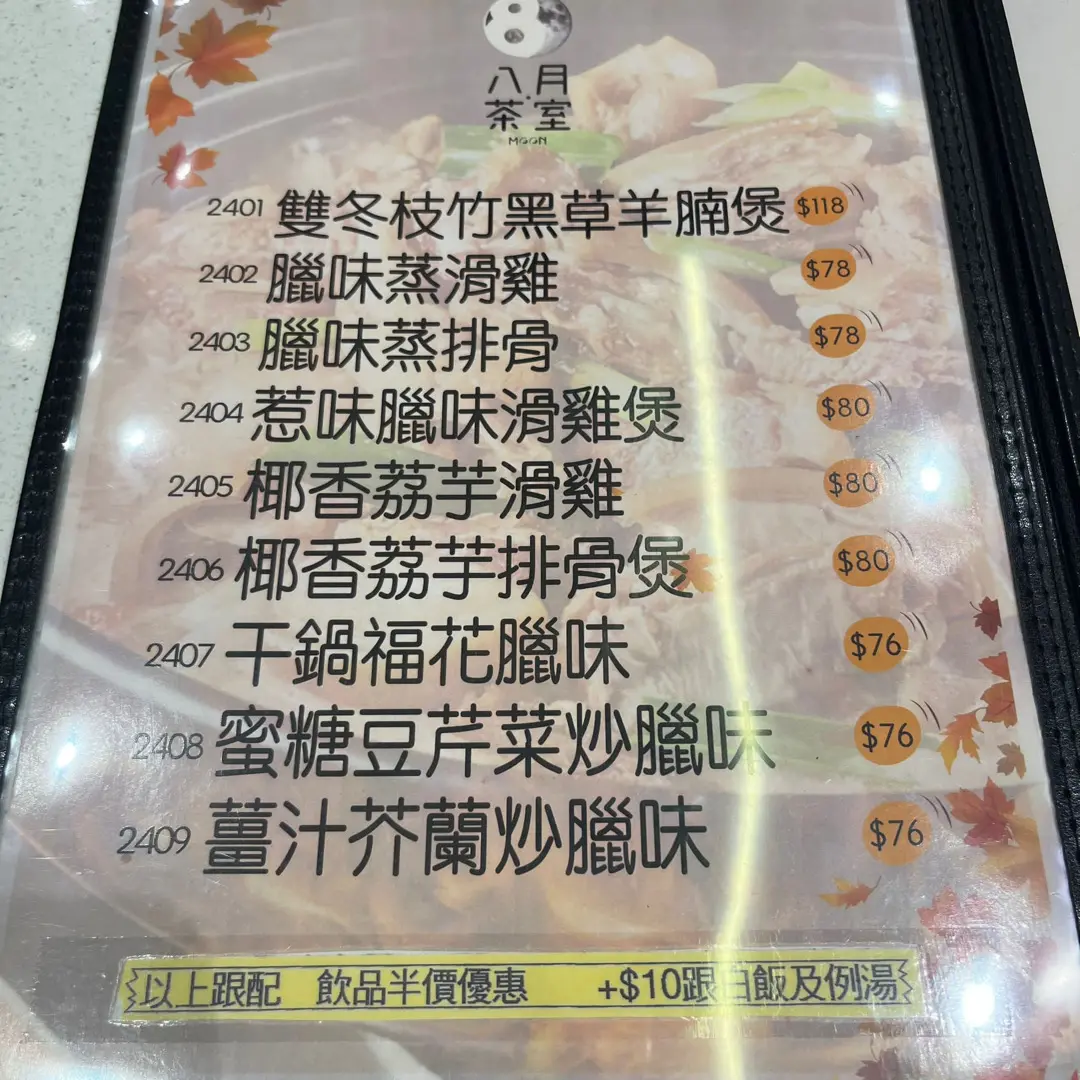 八月
茶室
MOON
2401 雙冬枝竹黑草羊腩煲 $118
2402 臘味蒸滑雞 $78
2403 臘味蒸排骨 $78
2404 惹味臘味滑雞煲 $80
2405 椰香荔芋滑雞 $80
2406 椰香荔芋排骨煲 $80
2407 干鍋福花臘味 $76
2408 蜜糖豆芹菜炒臘味 $76
2409 薑汁芥蘭炒臘味 $76
以上跟配 飲品半價優惠 +$10跟白飯及例湯